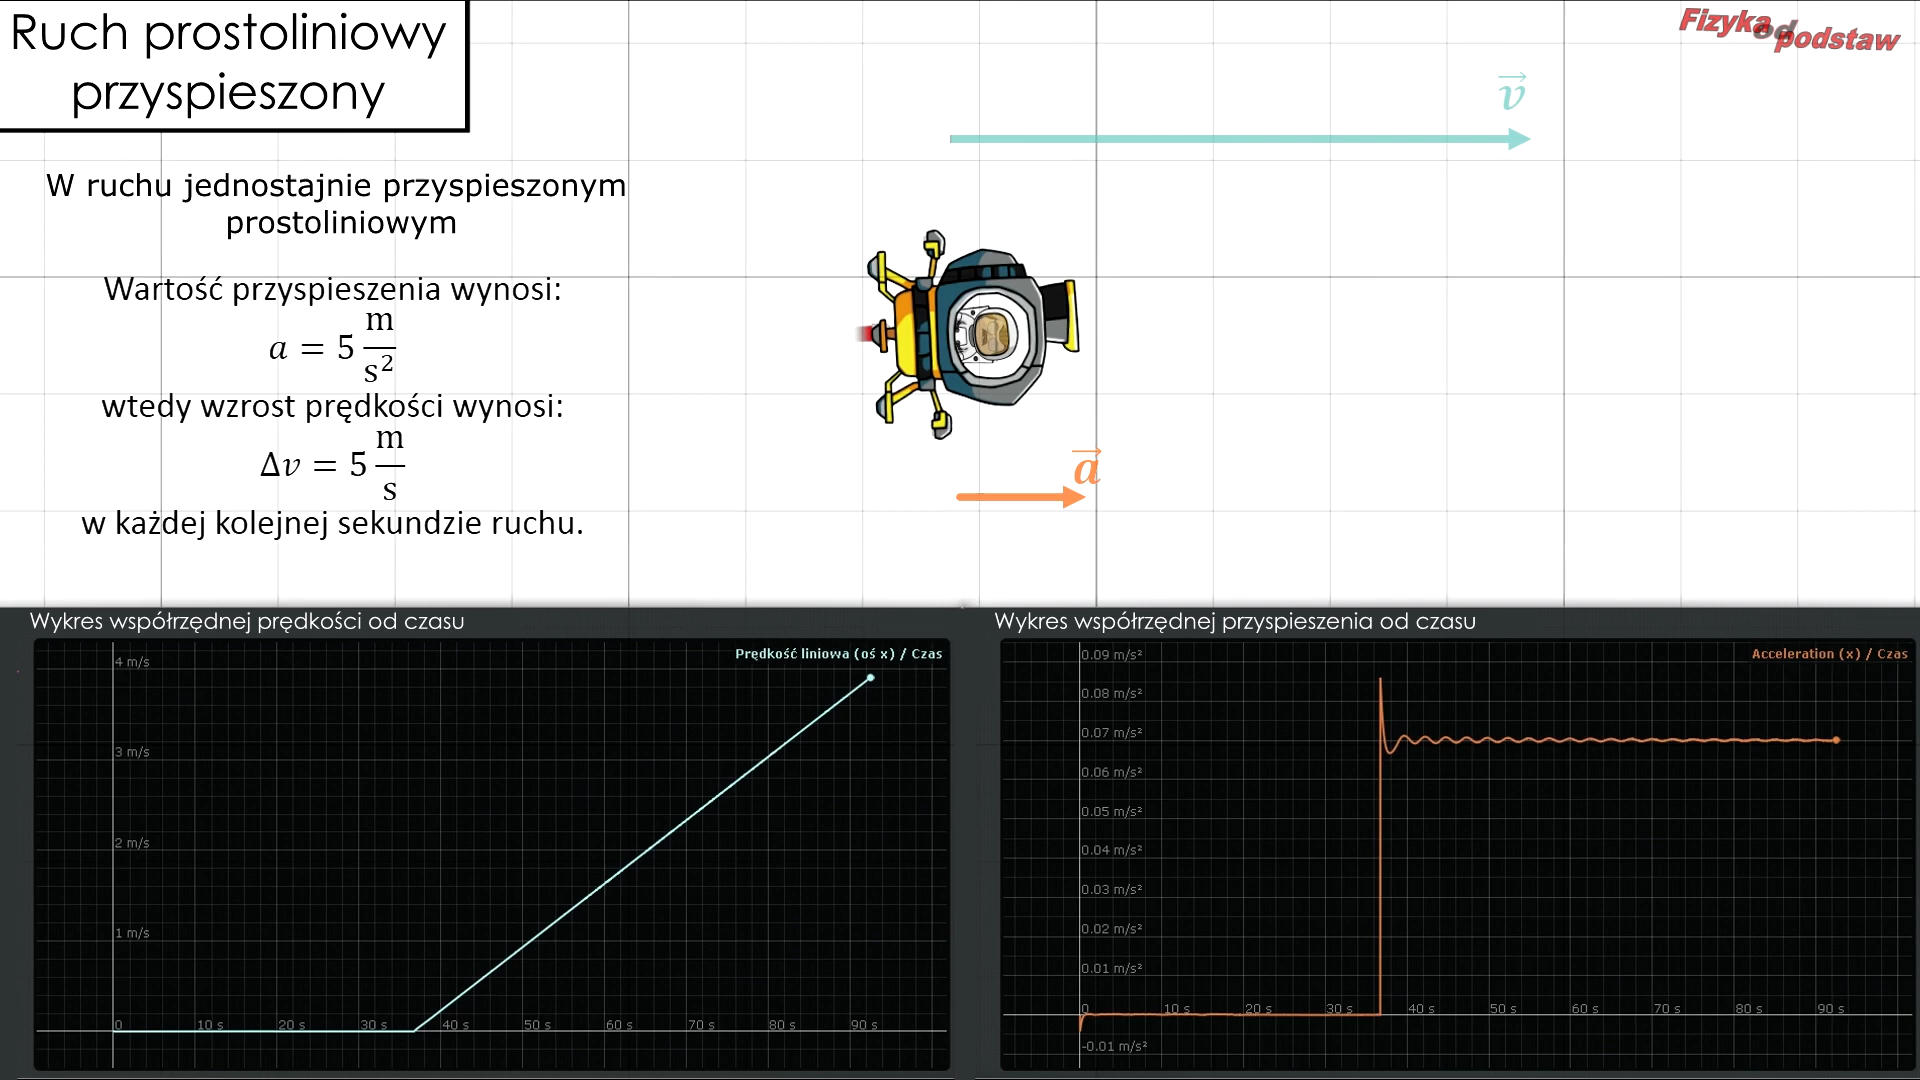 Ruch prostoliniowy
przyspieszony
Fizyka od podstaw
v
W ruchu jednostajnie przyspieszonym
prostoliniowym
Wartość przyspieszenia wynosi:
a = 5 m/s²
wtedy wzrost prędkości wynosi:
Δv = 5 m/s
w każdej kolejnej sekundzie ruchu.
a
Wykres współrzędnej prędkości od czasu
Prędkość liniowa (oś x) / Czas
4 m/s
3 m/s
2 m/s
1 m/s
0 10 s 20 s 30 s 40 s 50 s 60 s 70 s 80 s 90 s
Wykres współrzędnej przyspieszenia od czasu
Acceleration (x) / Czas
0.09 m/s²
0.08 m/s²
0.07 m/s²
0.06 m/s²
0.05 m/s²
0.04 m/s²
0.03 m/s²
0.02 m/s²
0.01 m/s²
0 10 s 20 s 30 s 40 s 50 s 60 s 70 s 80 s 90 s
-0.01 m/s²